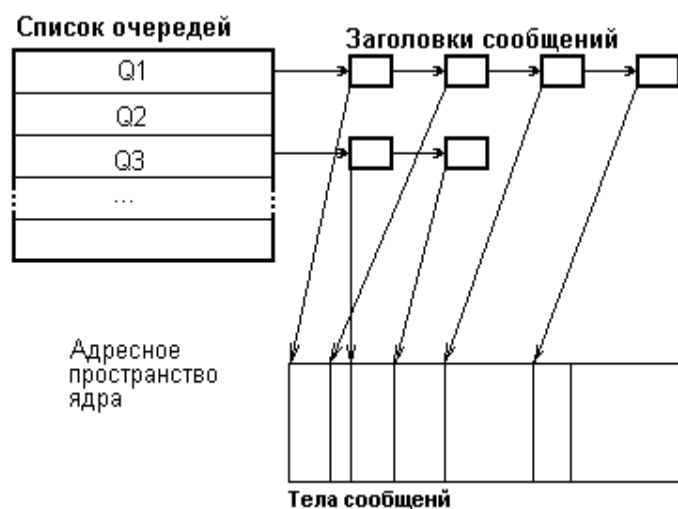 Список очередей
Заголовки сообщений
Q1
Q2
Q3
...
Адресное
пространство
ядра
Тела сообщенй